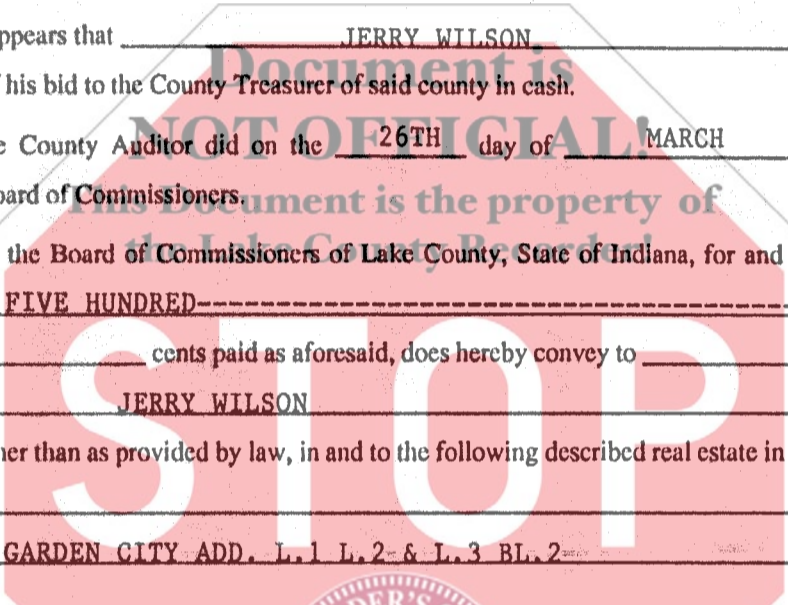 ppears that JERRY WILSON
his bid to the County Treasurer of said county in cash.
e County Auditor did on the 26TH day of MARCH
oard of Commissioners.
the Board of Commissioners of Lake County, State of Indiana, for and
FIVE HUNDRED------------------------------------
cents paid as aforesaid, does hereby convey to
JERRY WILSON
er than as provided by law, in and to the following described real estate in
GARDEN CITY ADD. L.1 L.2 & L.3 BL.2
Document is
NOT OFFICIAL!
This Document is the property of
the Lake County Recorder!
STOP
DER'S